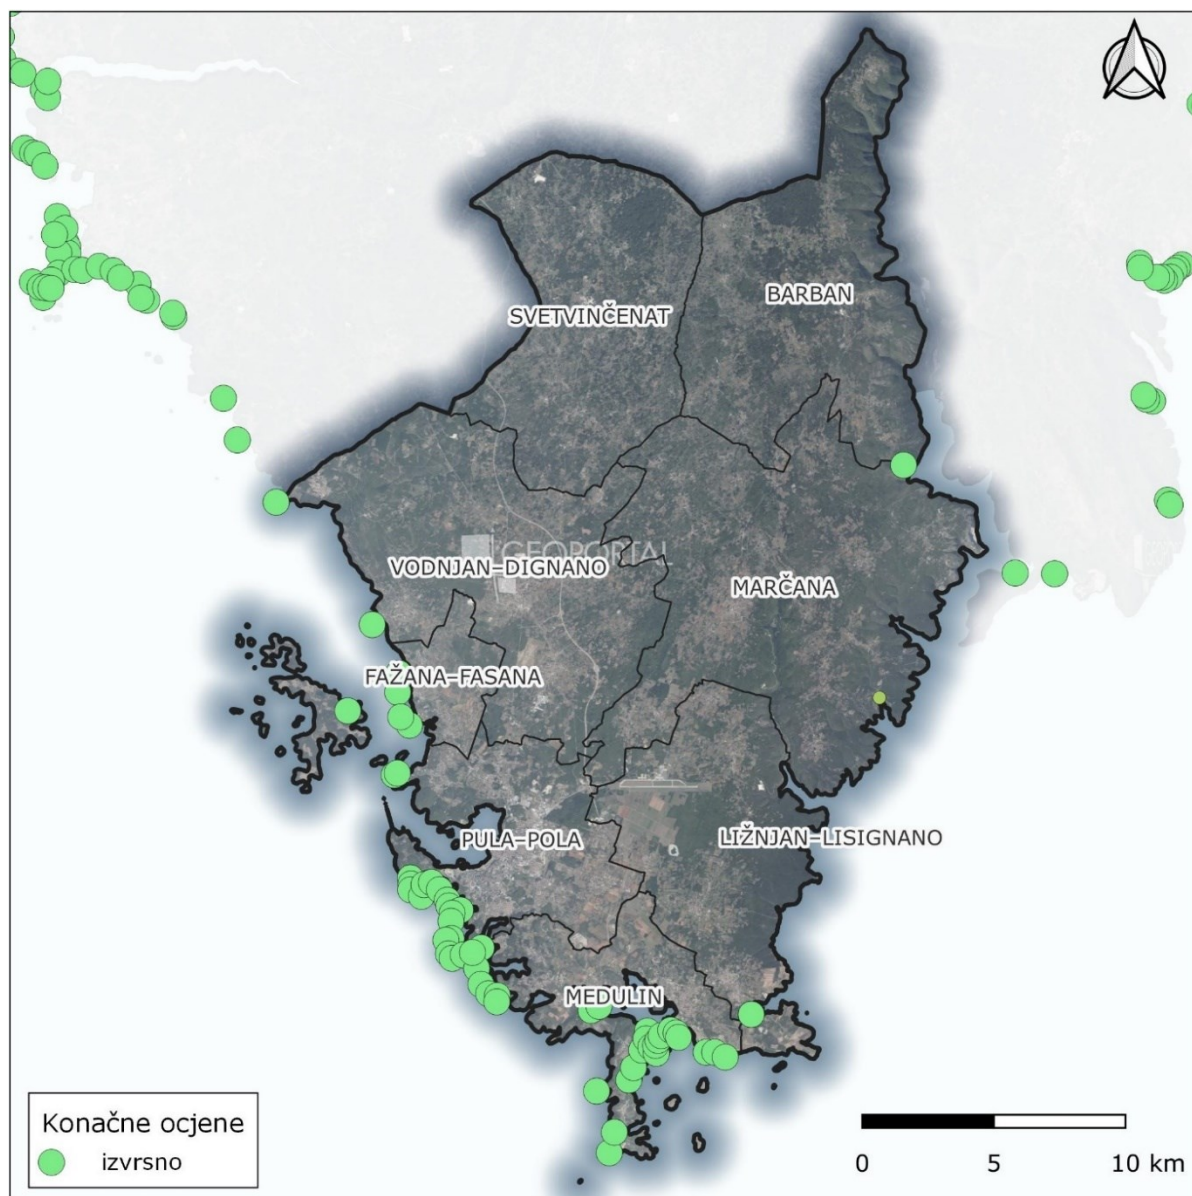 BARBAN
SVETVINČENAT
GEOPORTAL
VODNJAN–DIGNANO
MARČANA
FAŽANA–FASANA
PULA–POLA
LIŽNJAN–LISIGNANO
MEDULIN
Konačne ocjene
izvrsno
0 5 10 km